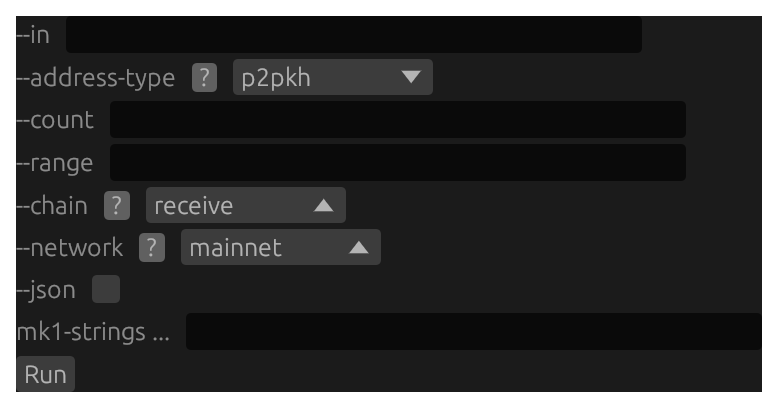 --in
--address-type ? p2pkh
--count
--range
--chain ? receive
--network ? mainnet
--json
mk1-strings ...
Run